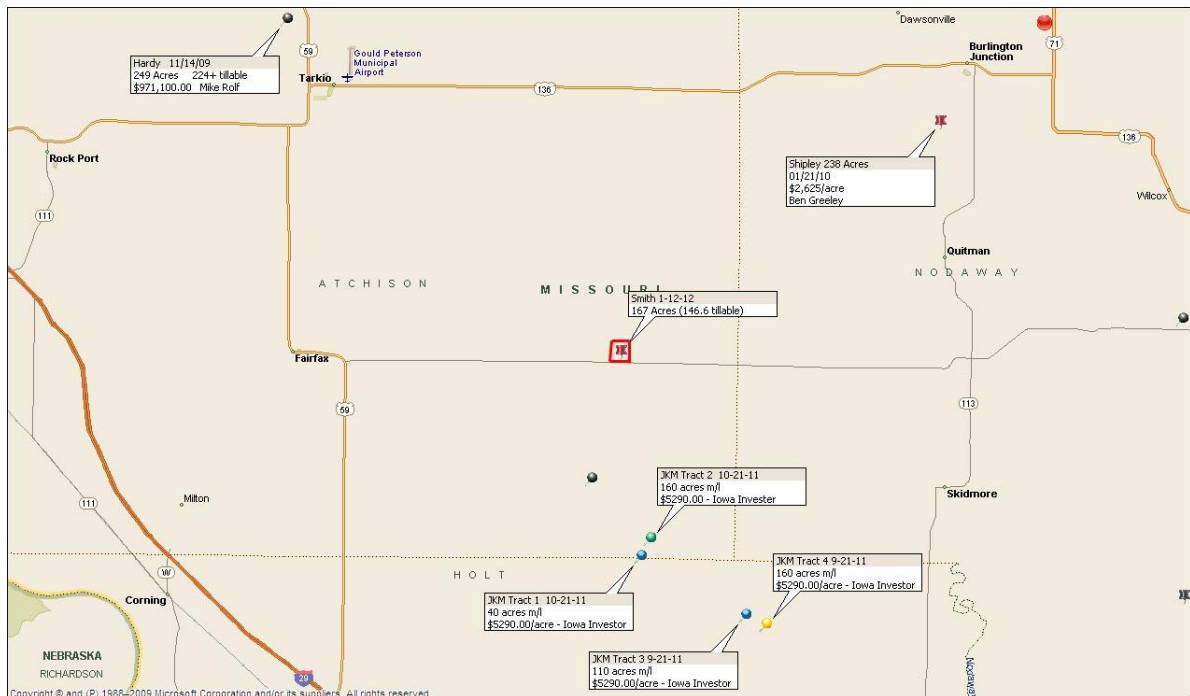 Dawsonville
71
Hardy 11/14/09
249 Acres 224+ tillable
$971,100.00 Mike Rolf
59
Gould Peterson
Municipal
Airport
Tarkio
Burlington
Junction
136
136
Rock Port
Shipley 238 Acres
01/21/10
$2,625/acre
Ben Greeley
Wilcox
111
Quitman
NODAWAY
ATCHISON
MISSOURI
Smith 1-12-12
167 Acres (146.6 tillable)
Fairfax
59
113
JKM Tract 2 10-21-11
160 acres m/l
$5290.00 - Iowa Invester
Skidmore
Milton
111
W
HOLT
JKM Tract 4 9-21-11
160 acres m/l
$5290.00/acre - Iowa Investor
Corning
JKM Tract 1 10-21-11
40 acres m/l
$5290.00/acre - Iowa Investor
JKM Tract 3 9-21-11
110 acres m/l
$5290.00/acre - Iowa Investor
NEBRASKA
RICHARDSON
29
Nodaway
Copyright © and (P) 1988–2009 Microsoft Corporation and/or its suppliers. All rights reserved.